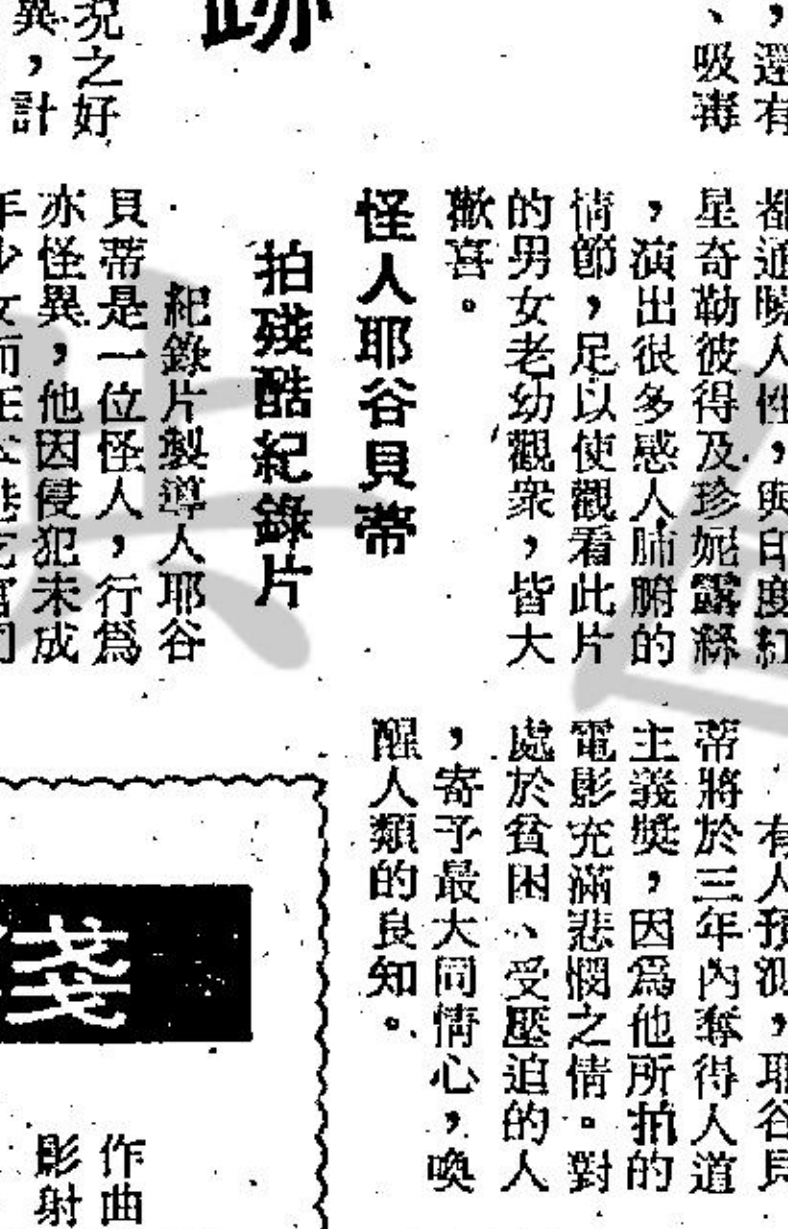 ，還有
、吸毒
跡
況之好
異，計
都通曉人性，與印度紅
星奇勒彼得及珍妮露絲
，演出很多感人肺腑的
情節，足以使觀看此片
的男女老幼觀衆，皆大
歡喜。
怪人耶谷貝蒂
拍殘酷紀錄片
紀錄片製導人耶谷
貝蒂是一位怪人，行爲
亦怪異，他因侵犯未成
年少女而在
有人預測，耶谷貝
蒂將於三年內奪得人道
主義獎，因爲他所拍的
電影充滿悲憫之情。對
處於貧困、受壓迫的人
，寄予最大同情心，喚
醒人類的良知。
作曲
影射